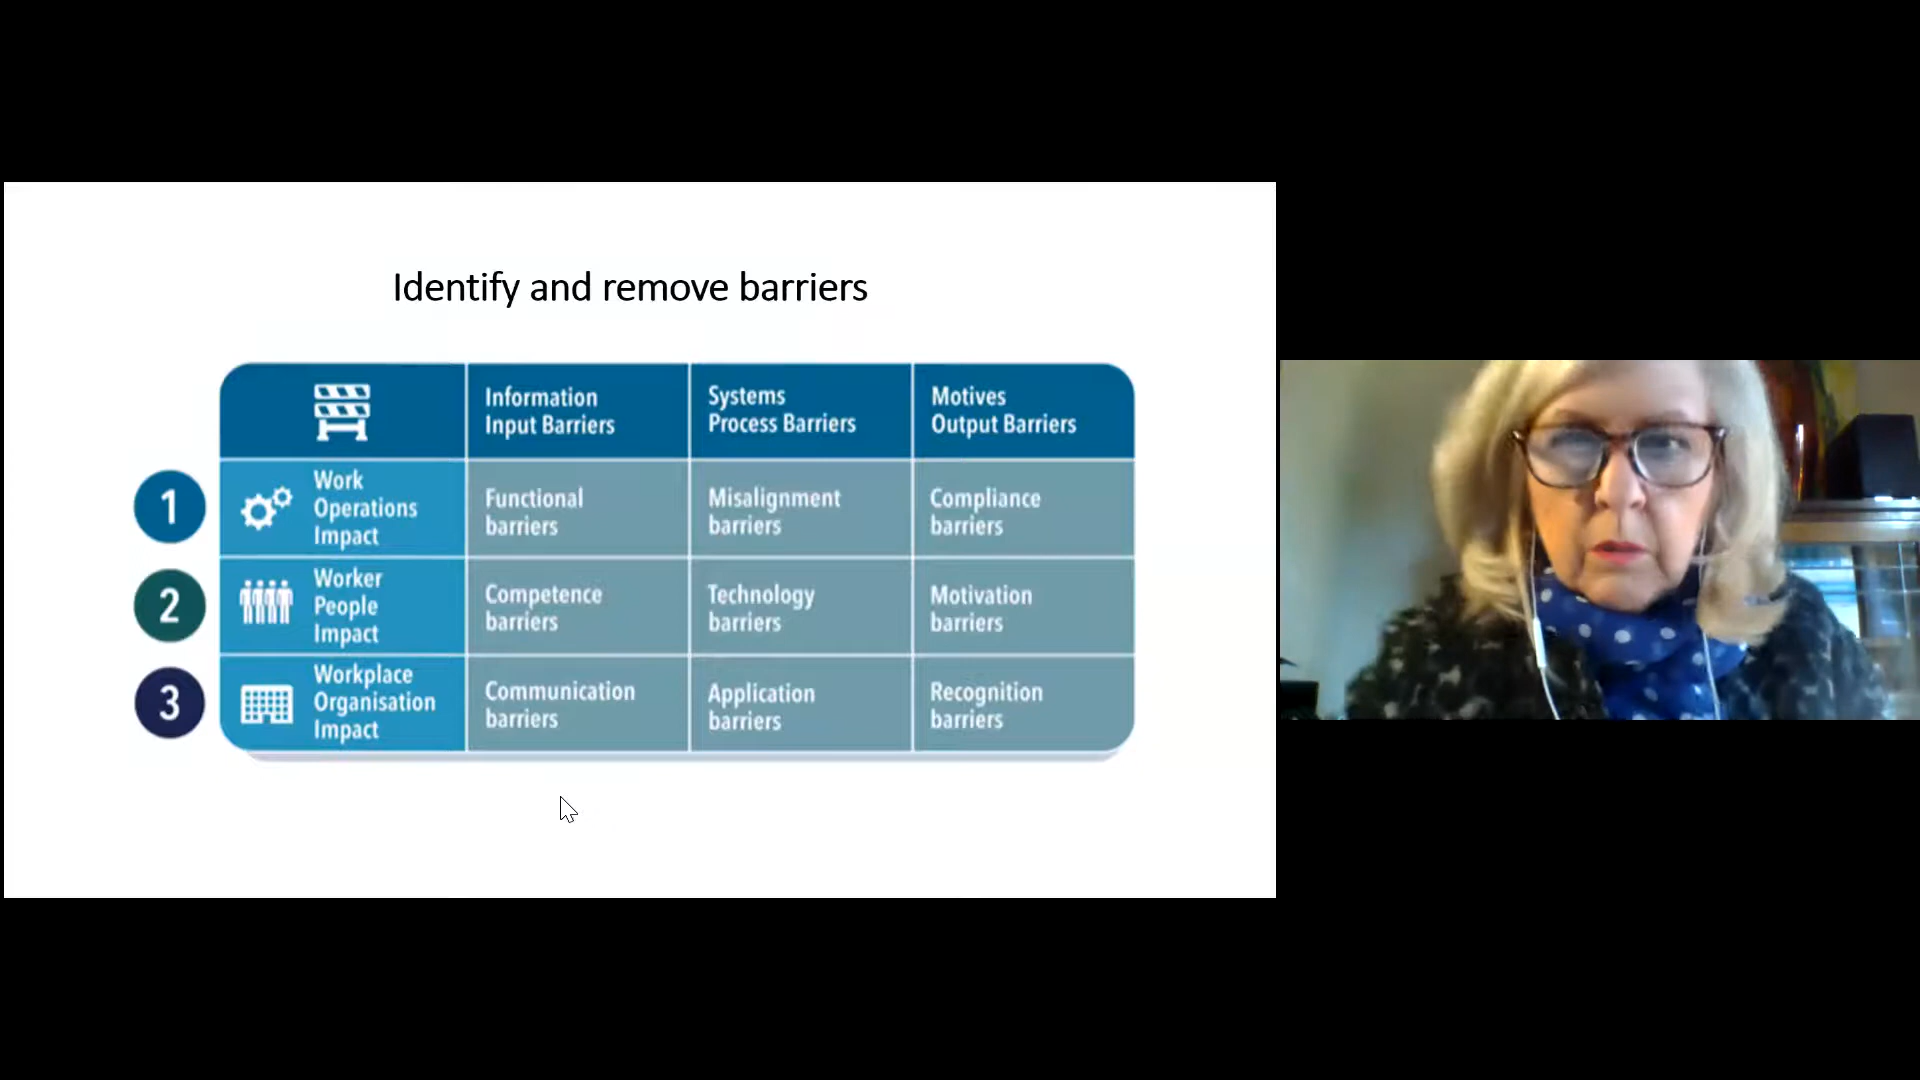 Identify and remove barriers
Information
Input Barriers
Systems
Process Barriers
Motives
Output Barriers
1
Work
Operations
Impact
Functional
barriers
Misalignment
barriers
Compliance
barriers
2
Worker
People
Impact
Competence
barriers
Technology
barriers
Motivation
barriers
3
Workplace
Organisation
Impact
Communication
barriers
Application
barriers
Recognition
barriers